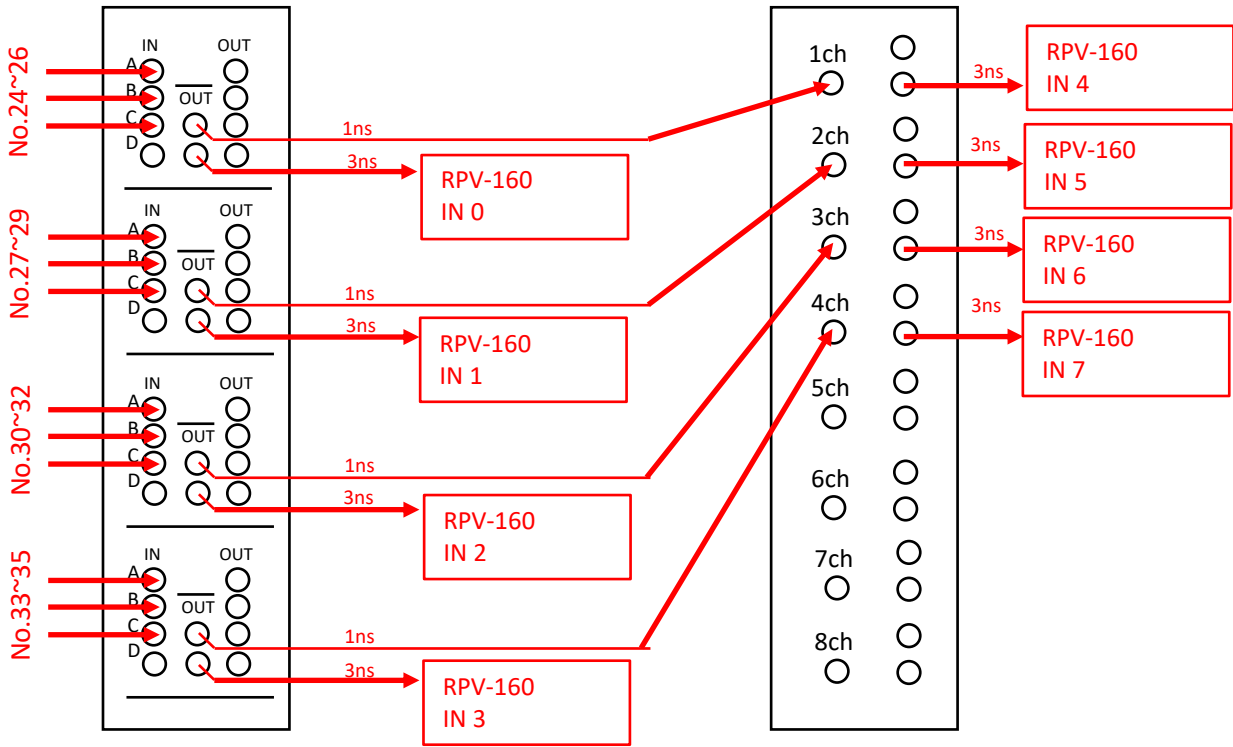 No.24~26
IN
OUT
A
B
C
D
OUT
1ns
3ns
RPV-160
IN 0
No.27~29
IN
OUT
A
B
C
D
OUT
1ns
3ns
RPV-160
IN 1
No.30~32
IN
OUT
A
B
C
D
OUT
1ns
3ns
RPV-160
IN 2
No.33~35
IN
OUT
A
B
C
D
OUT
1ns
3ns
RPV-160
IN 3
1ch
3ns
RPV-160
IN 4
2ch
3ns
RPV-160
IN 5
3ch
3ns
RPV-160
IN 6
4ch
3ns
RPV-160
IN 7
5ch
6ch
7ch
8ch